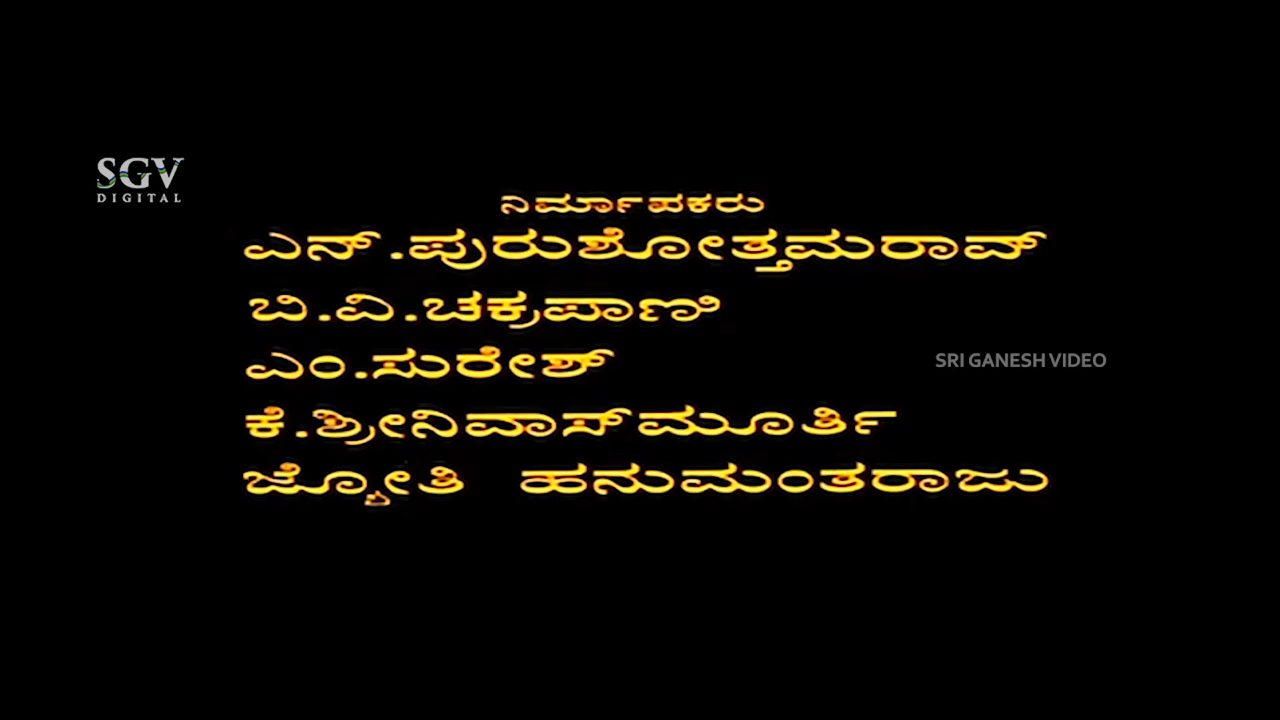 SGV
DIGITAL
ನಿರ್ಮಾಪಕರು
ಎನ್.ಪುರುಶೋತ್ತಮರಾವ್
ಬಿ.ವಿ.ಚಕ್ರಪಾಣಿ
ಎಂ.ಸುರೇಶ್
SRI GANESH VIDEO
ಕೆ.ಶ್ರೀನಿವಾಸ್‌ಮೂರ್ತಿ
ಜ್ಯೋತಿ ಹನುಮಂತರಾಜು